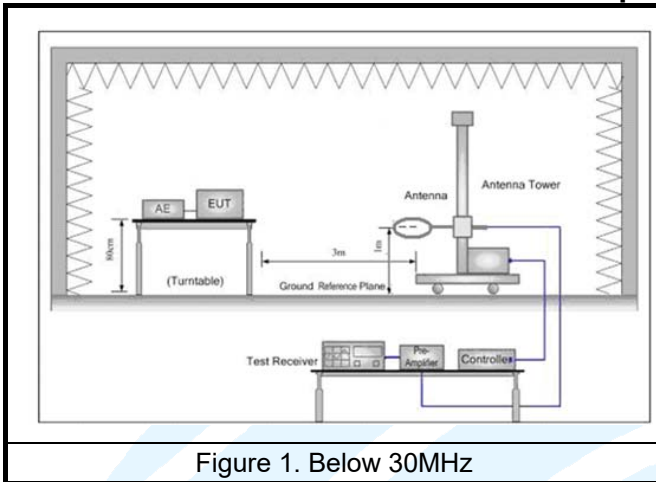 Antenna Tower
Antenna
AE
EUT
80cm
1m
3m
(Turntable)
Ground Reference Plane
Test Receiver
Pre-
Amplifier
Controller
Figure 1. Below 30MHz